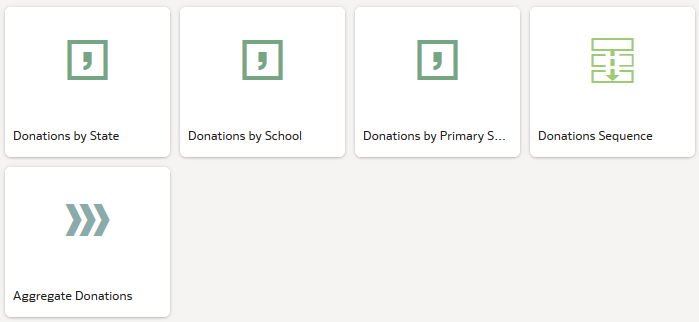 Donations by State
Donations by School
Donations by Primary S...
Donations Sequence
Aggregate Donations